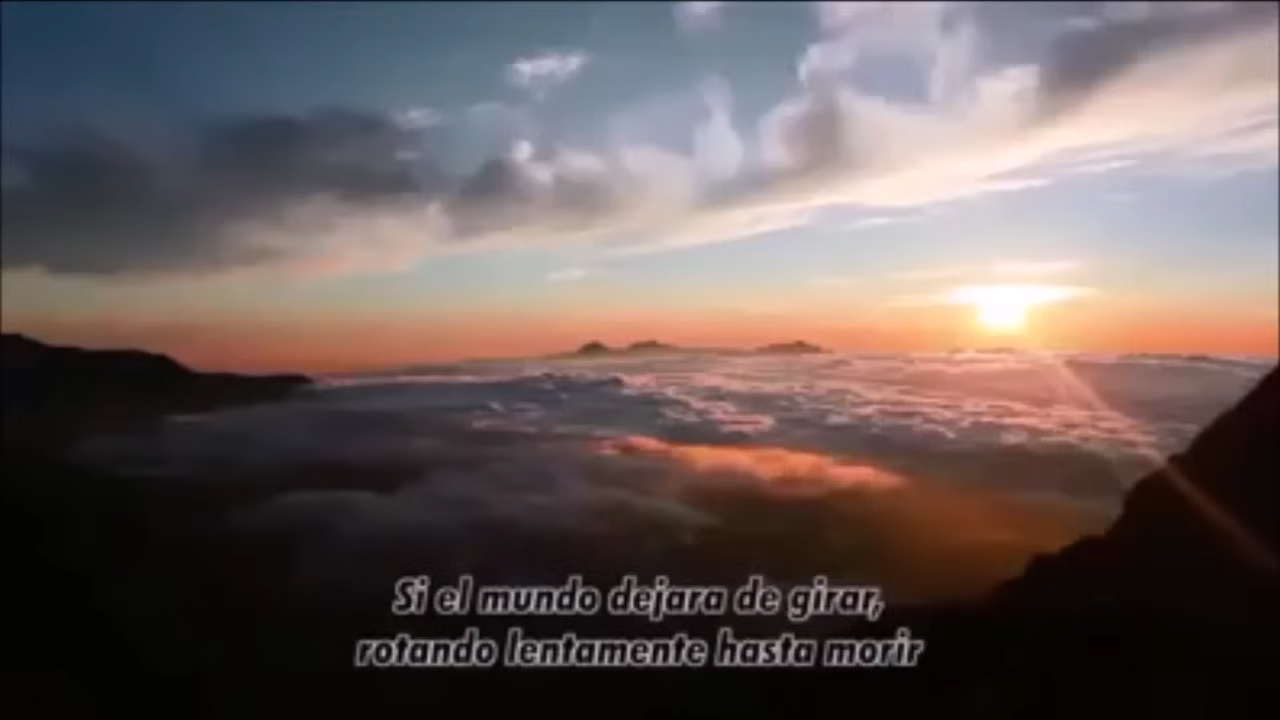 Si el mundo dejara de girar,
rotando lentamente hasta morir